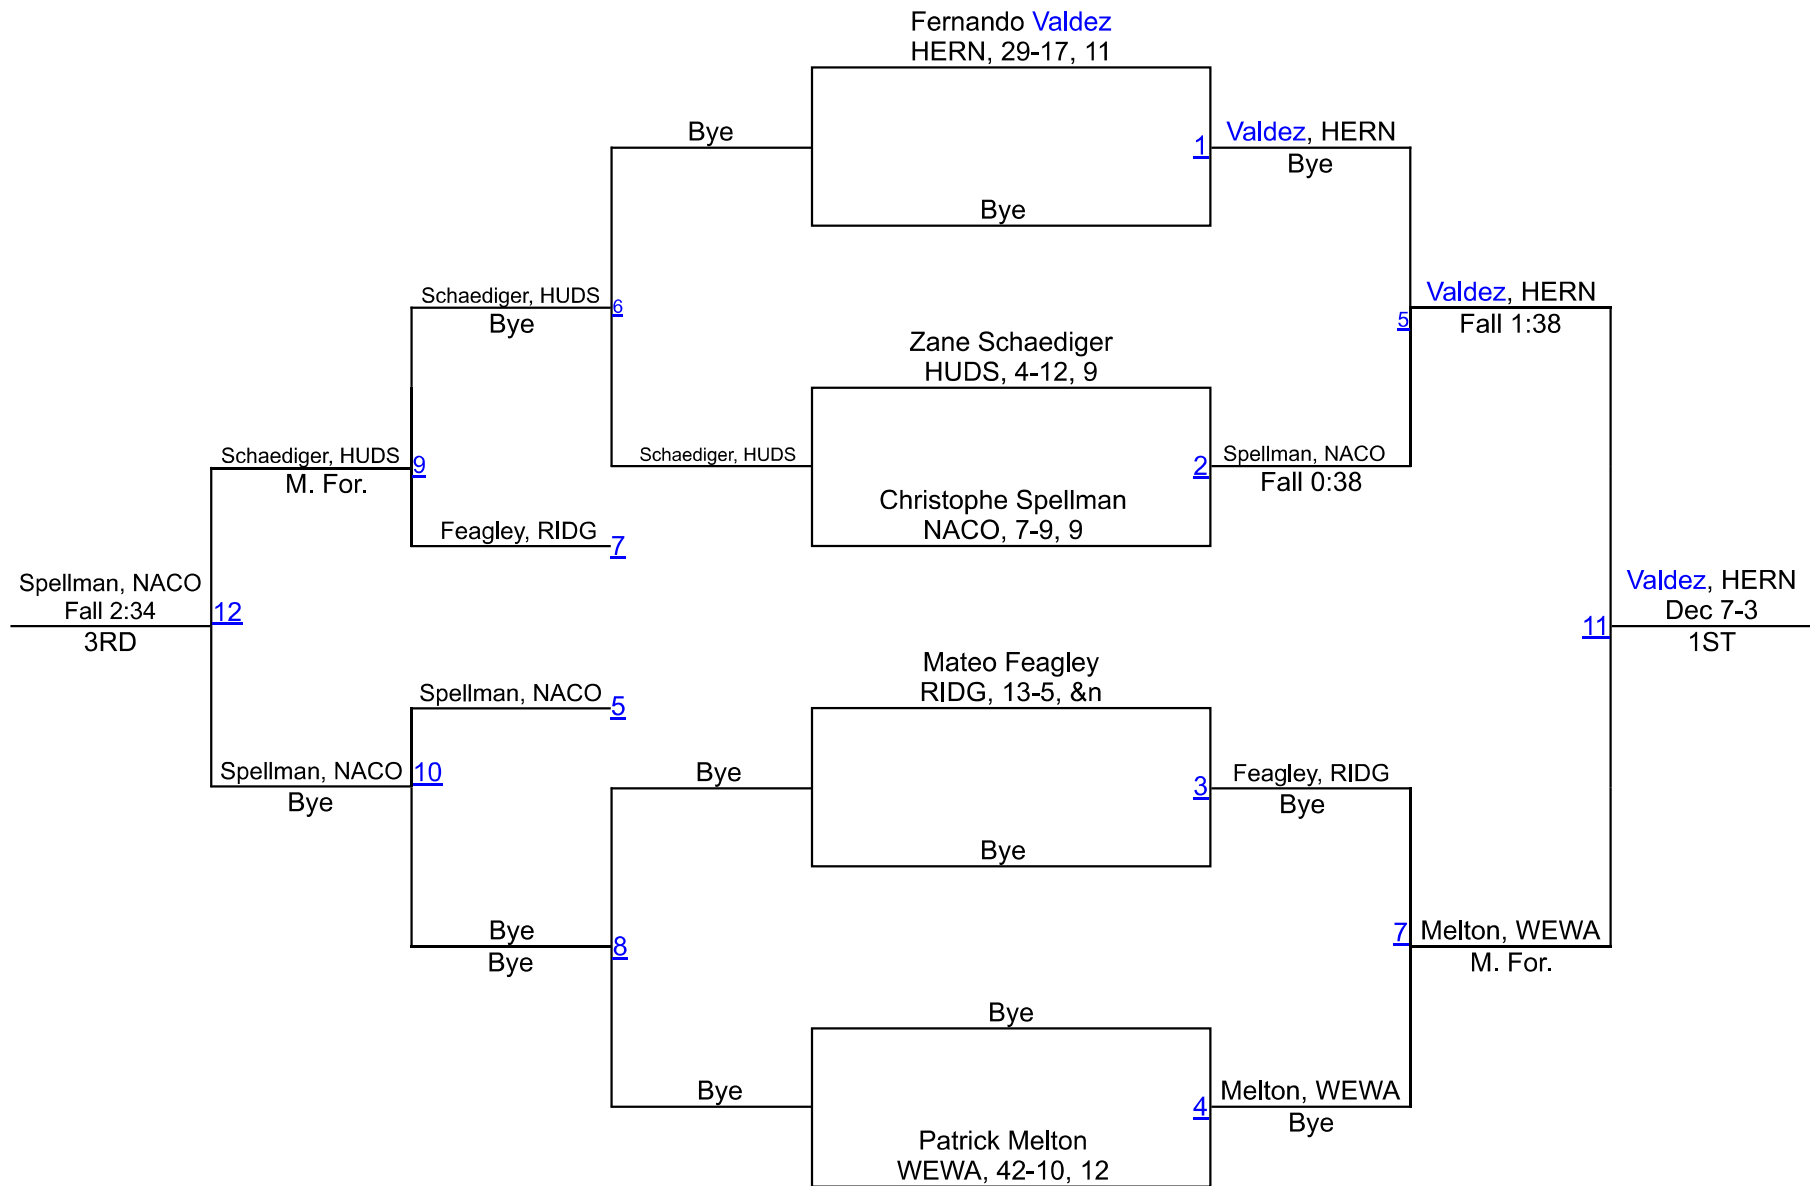 Fernando Valdez
HERN, 29-17, 11
Bye
1
Valdez, HERN
Bye
Bye
Schaediger, HUDS
Bye
6
Valdez, HERN
Fall 1:38
5
Zane Schaediger
HUDS, 4-12, 9
Schaediger, HUDS
M. For.
9
Schaediger, HUDS
2
Spellman, NACO
Fall 0:38
Christophe Spellman
NACO, 7-9, 9
Feagley, RIDG
7
Spellman, NACO
Fall 2:34
3RD
12
Valdez, HERN
Dec 7-3
1ST
11
Mateo Feagley
RIDG, 13-5, &n
Spellman, NACO
5
Spellman, NACO
Bye
10
Bye
3
Feagley, RIDG
Bye
Bye
Bye
Bye
8
7
Melton, WEWA
M. For.
Bye
Bye
4
Melton, WEWA
Bye
Patrick Melton
WEWA, 42-10, 12